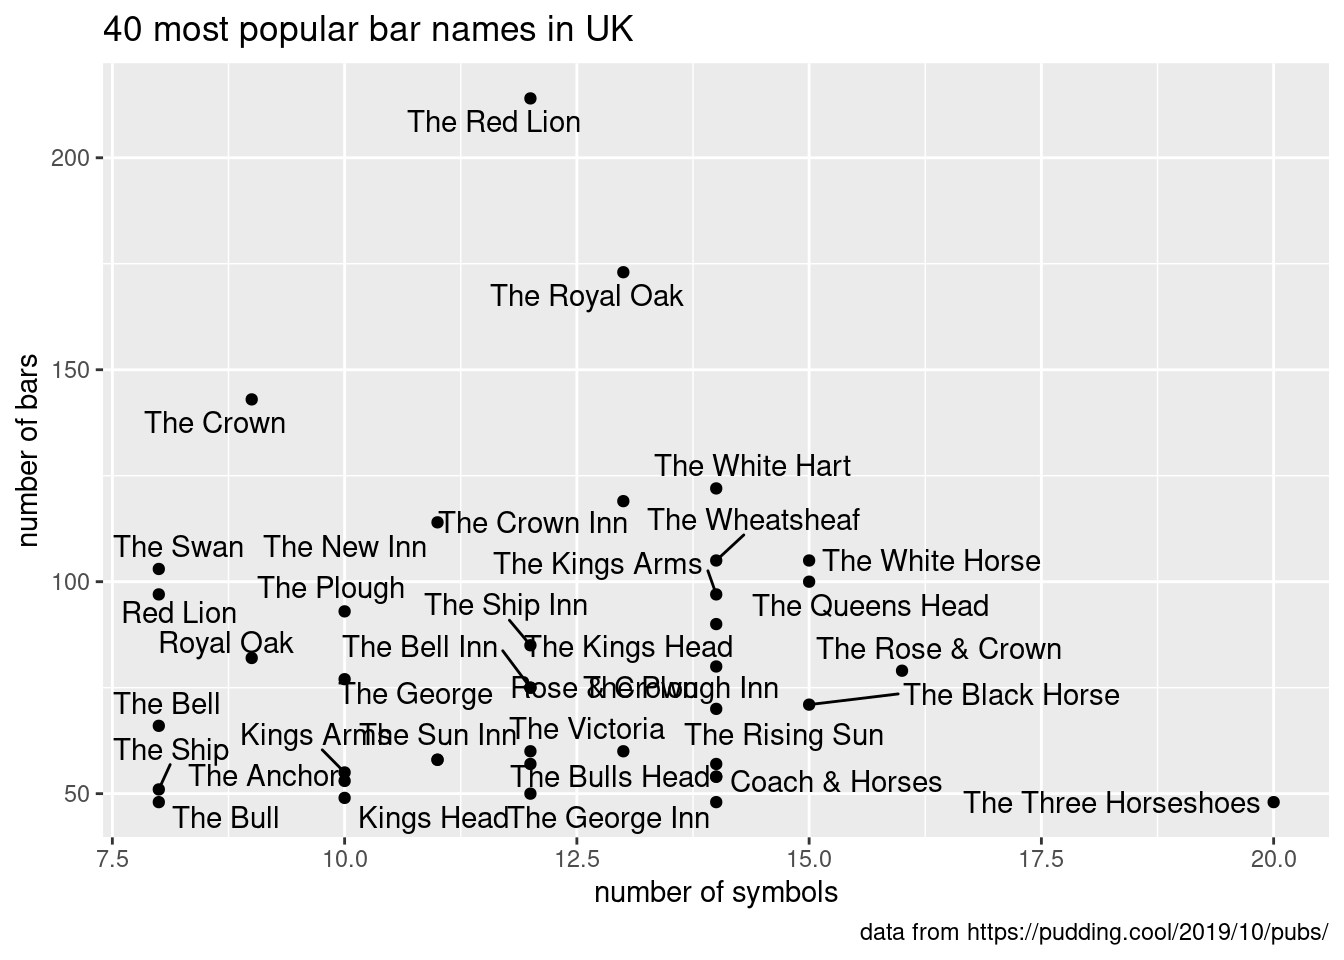 40 most popular bar names in UK
number of bars
200
150
100
50
The Red Lion
The Royal Oak
The Crown
The White Hart
The Crown Inn
The Wheatsheaf
The Swan
The New Inn
The Kings Arms
The White Horse
The Plough
Red Lion
The Ship Inn
The Queens Head
Royal Oak
The Bell Inn
The Kings Head
The Rose & Crown
The George
Rose & Crown
The Plough Inn
The Black Horse
The Bell
Kings Arms
The Sun Inn
The Victoria
The Rising Sun
The Ship
The Anchor
The Bulls Head
Coach & Horses
The Three Horseshoes
The Bull
Kings Head
The George Inn
7.5
10.0
12.5
15.0
17.5
20.0
number of symbols
data from https://pudding.cool/2019/10/pubs/